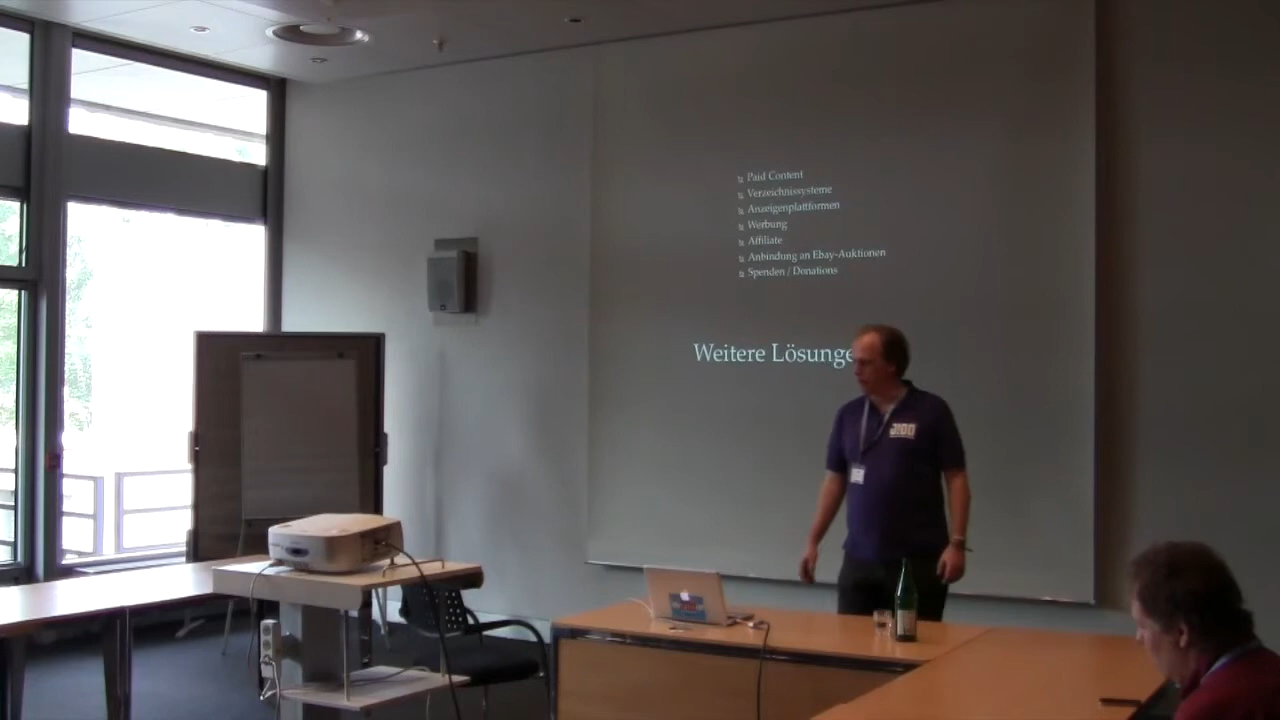 Paid Content
Verzeichnissysteme
Anzeigenplattformen
Werbung
Affiliate
Anbindung an Ebay-Auktionen
Spenden / Donations
Weitere Lösunge